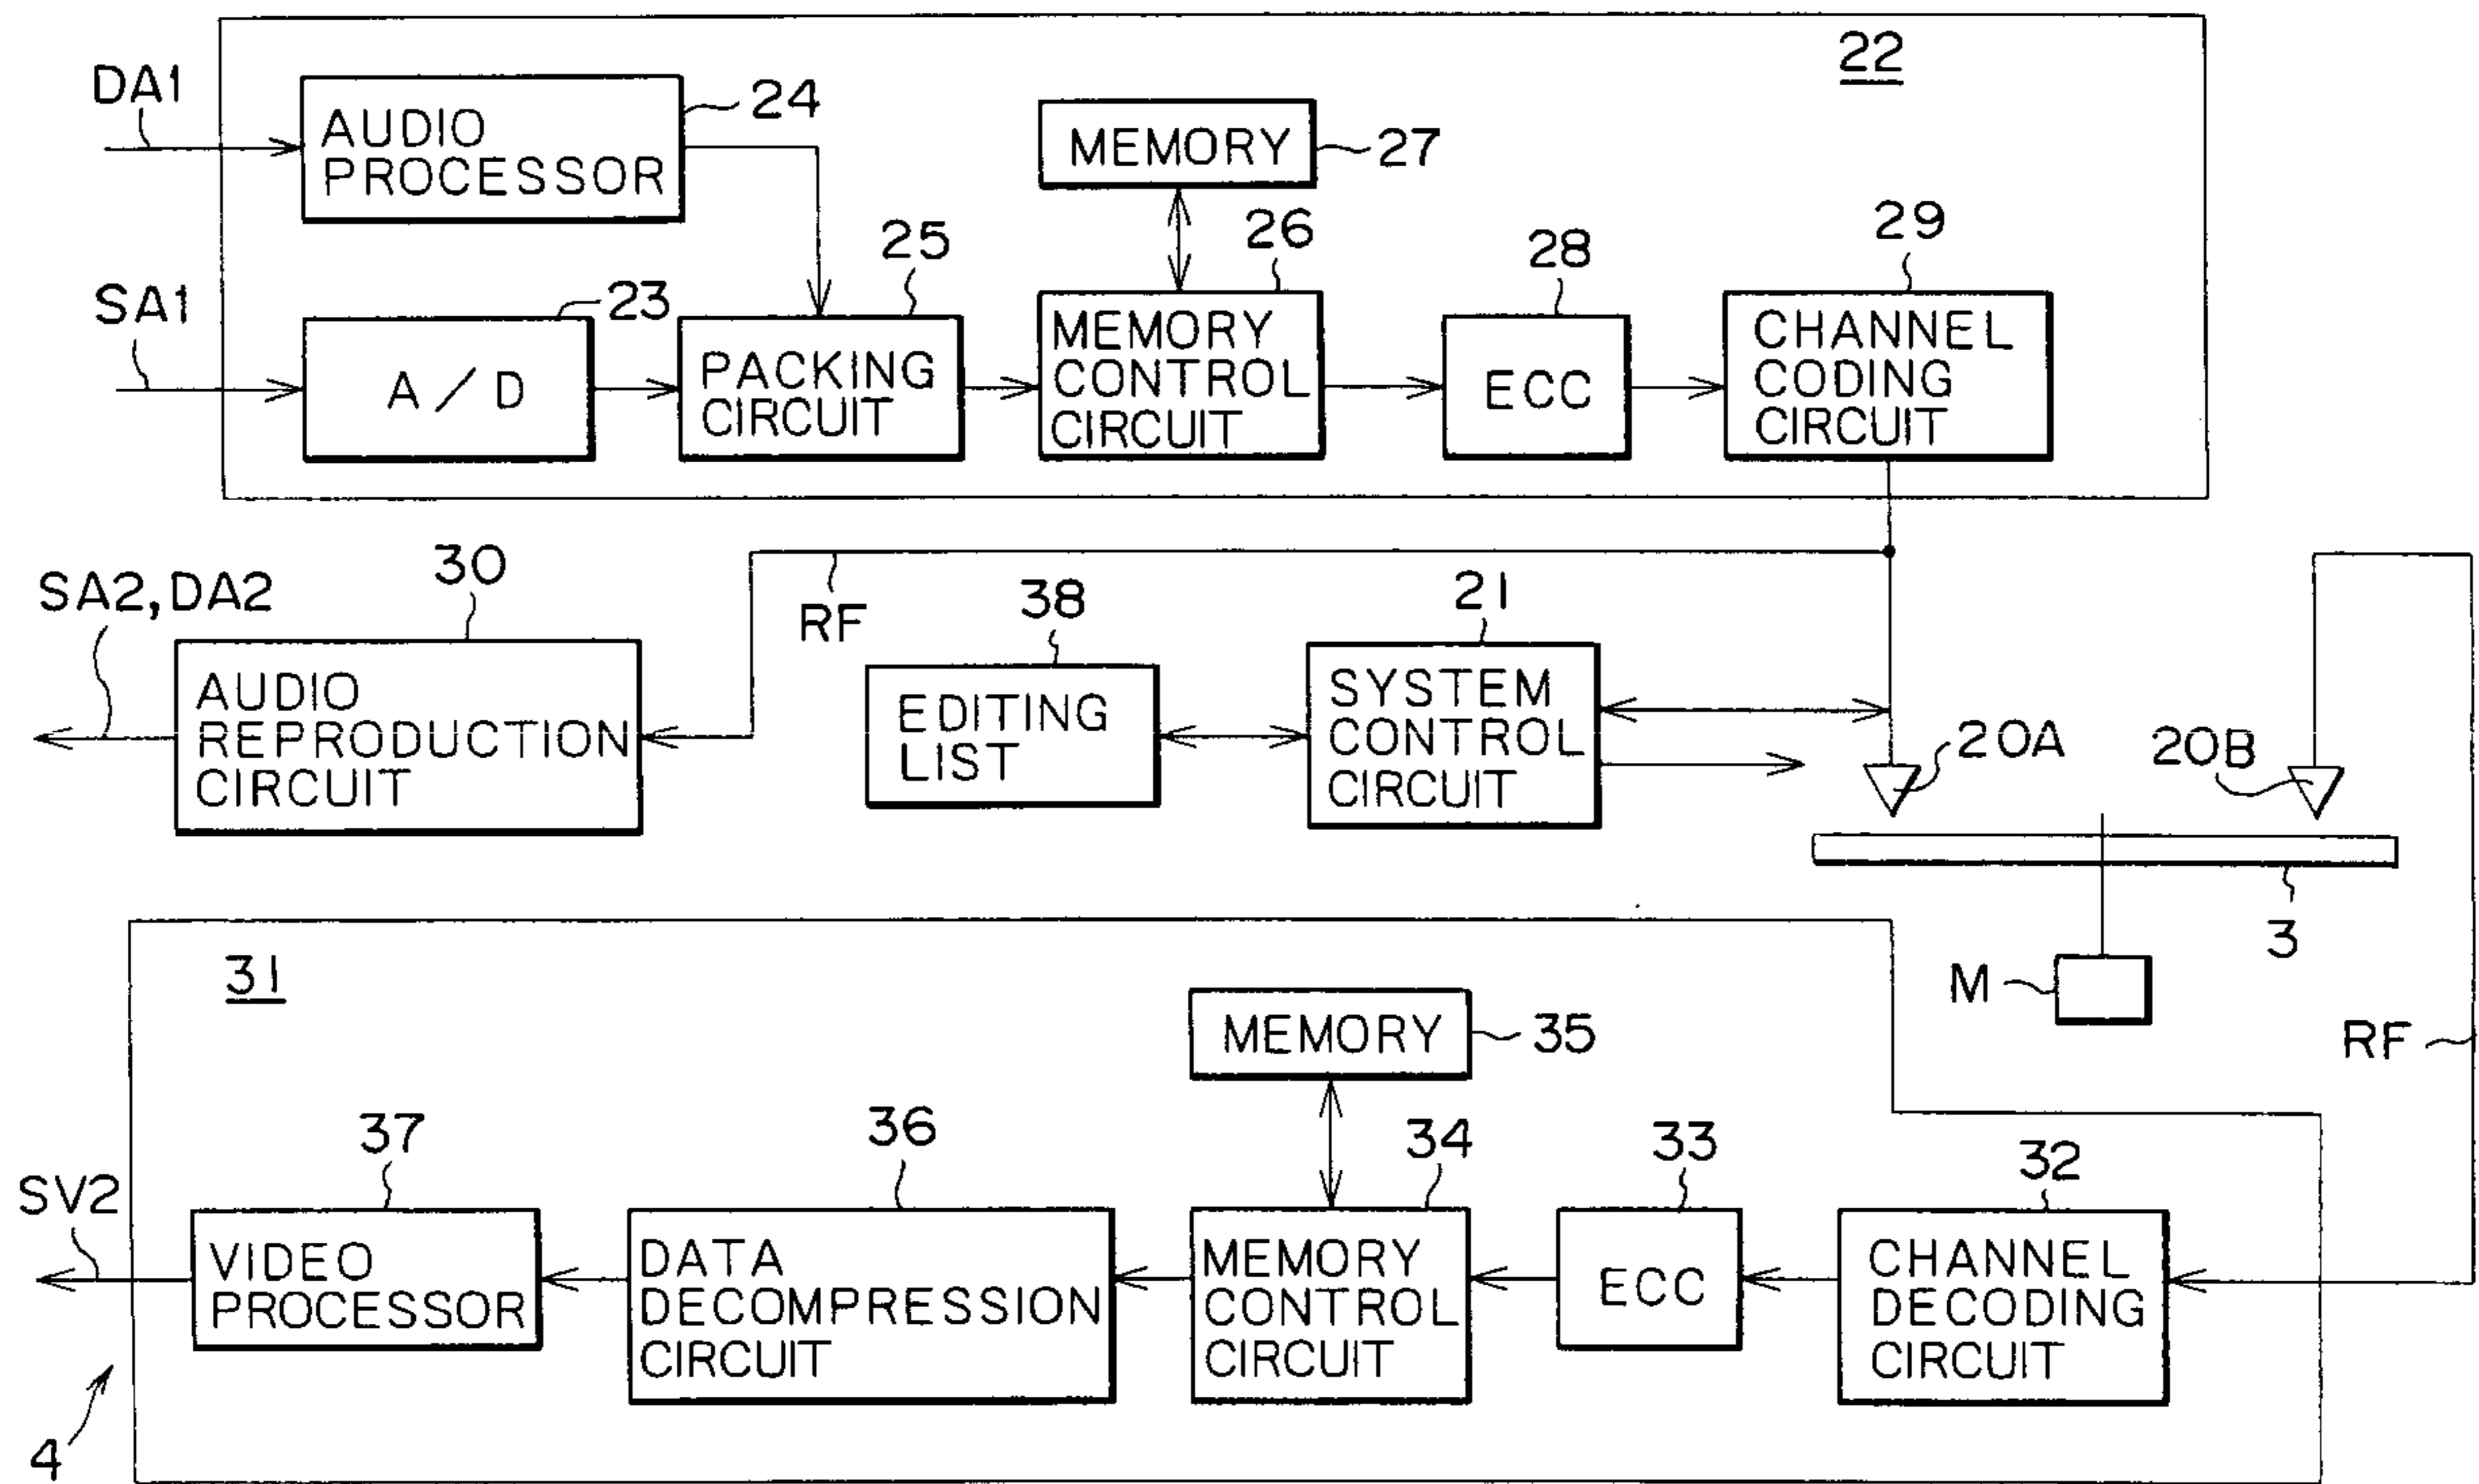 22
DA1
AUDIO
PROCESSOR
24
MEMORY
27
SA1
A/D
23
PACKING
CIRCUIT
25
MEMORY
CONTROL
CIRCUIT
26
ECC
28
CHANNEL
CODING
CIRCUIT
29
SA2, DA2
AUDIO
REPRODUCTION
CIRCUIT
30
RF
EDITING
LIST
38
SYSTEM
CONTROL
CIRCUIT
21
20A
20B
3
M
RF
31
MEMORY
35
SV2
VIDEO
PROCESSOR
37
DATA
DECOMPRESSION
CIRCUIT
36
MEMORY
CONTROL
CIRCUIT
34
ECC
33
CHANNEL
DECODING
CIRCUIT
32
4